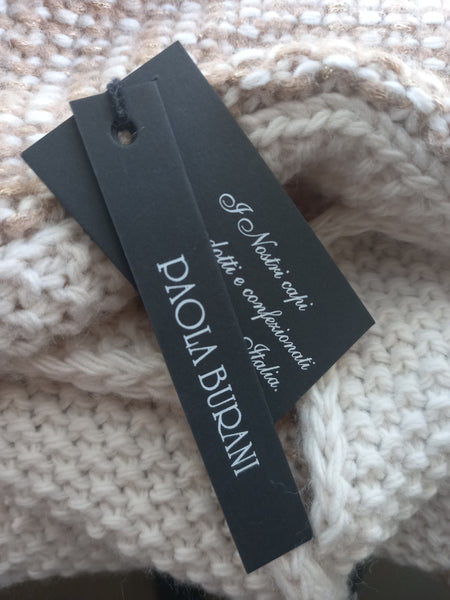 PAOLA BURANI
I Nostri capi
dotti e confezionati
Italia.